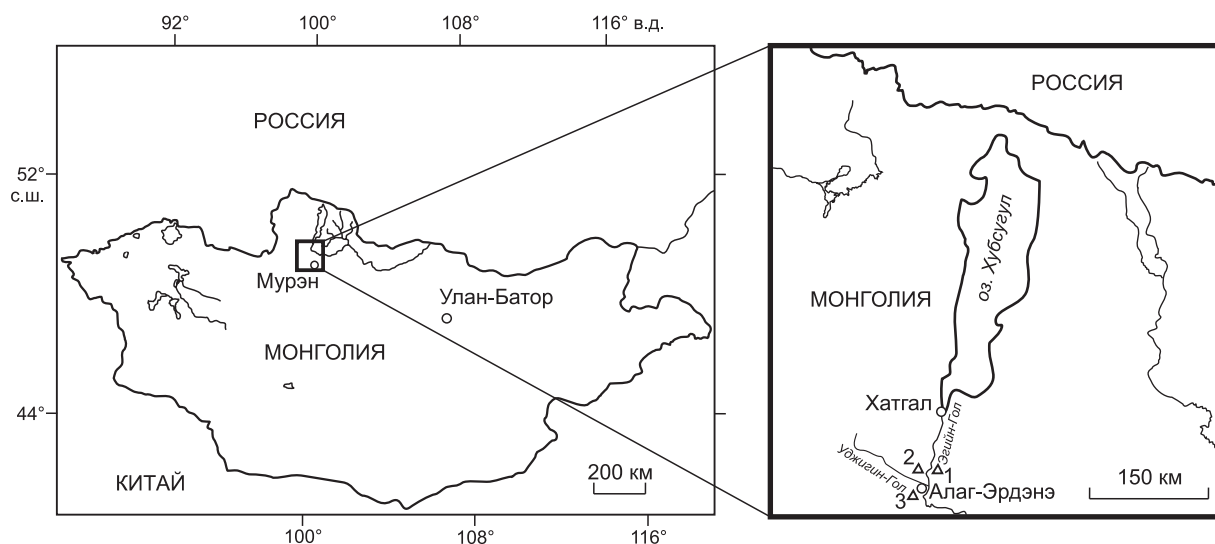 92°
100°
108°
116° в.д.
РОССИЯ
52°
с.ш.
Мурэн
Улан-Батор
МОНГОЛИЯ
44°
КИТАЙ
200 км
100°
108°
116°
РОССИЯ
оз. Хубсугул
МОНГОЛИЯ
Хатгал
Эгийн-Гол
Уджигин-Гол
2
1
Алаг-Эрдэнэ
3
150 км